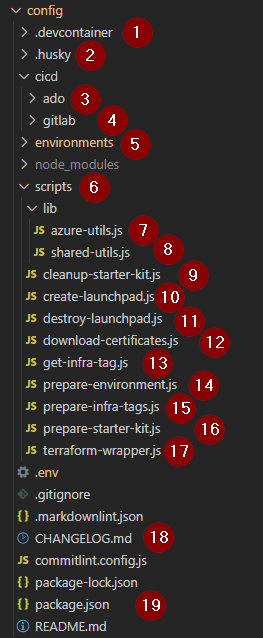 config
.devcontainer 1
.husky 2
cicd
ado 3
gitlab 4
environments 5
node_modules
scripts 6
lib
JS azure-utils.js 7
JS shared-utils.js 8
JS cleanup-starter-kit.js 9
JS create-launchpad.js 10
JS destroy-launchpad.js 11
JS download-certificates.js 12
JS get-infra-tag.js 13
JS prepare-environment.js 14
JS prepare-infra-tags.js 15
JS prepare-starter-kit.js 16
JS terraform-wrapper.js 17
.env
.gitignore
{} .markdownlint.json
CHANGELOG.md 18
JS commitlint.config.js
{} package-lock.json
{} package.json 19
README.md